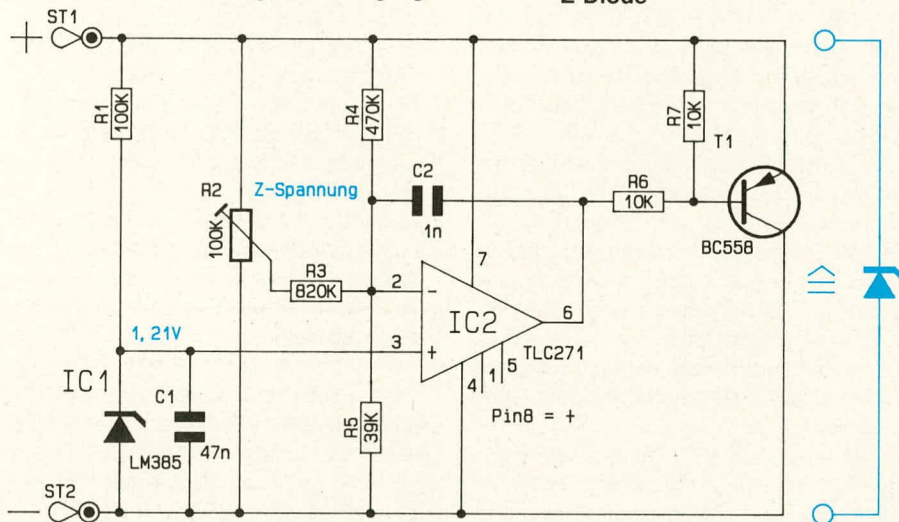 Z-Diode
ST1
+
R1
100K
R2
100K
Z-Spannung
R3
820K
R4
470K
C2
1n
R7
10K
T1
R6
10K
BC558
7
2
−
IC2
6
3
+
TLC271
4
1
5
Pin8 = +
1,21V
IC1
C1
47n
LM385
R5
39K
ST2
−